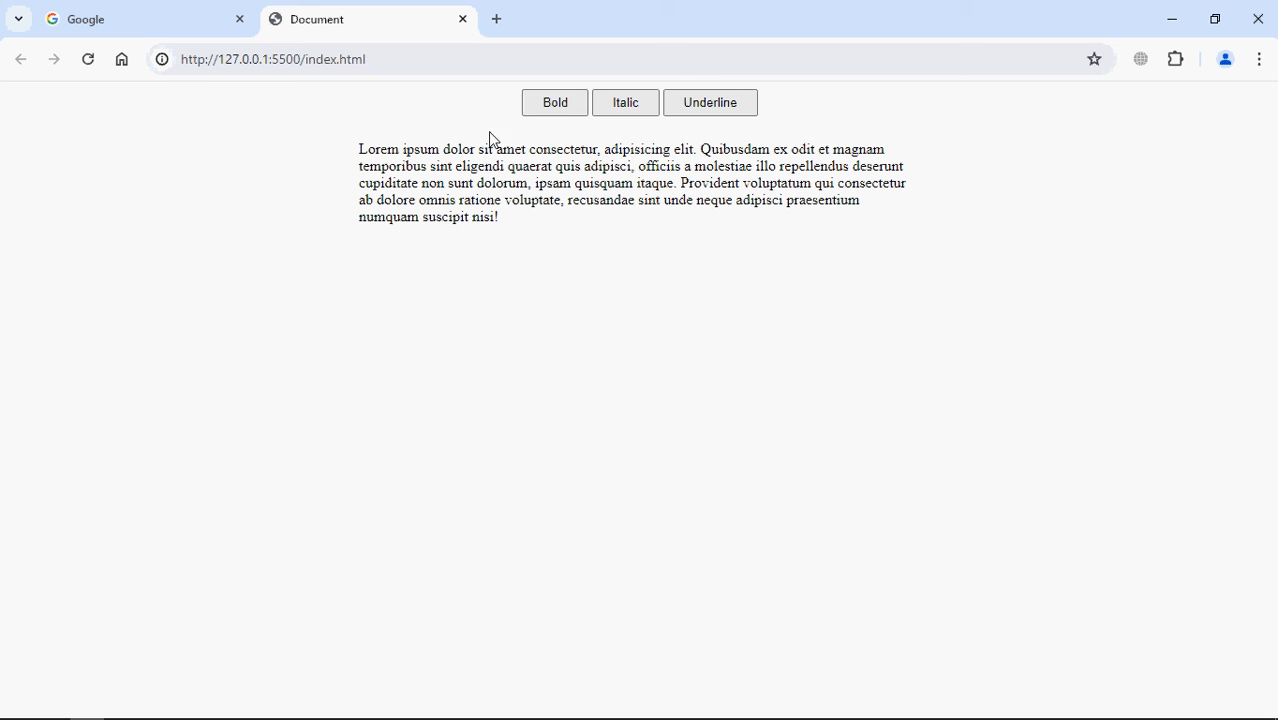 Google
Document
http://127.0.0.1:5500/index.html
Bold Italic Underline
Lorem ipsum dolor sit amet consectetur, adipisicing elit. Quibusdam ex odit et magnam
temporibus sint eligendi quaerat quis adipisci, officiis a molestiae illo repellendus deserunt
cupiditate non sunt dolorum, ipsam quisquam itaque. Provident voluptatum qui consectetur
ab dolore omnis ratione voluptate, recusandae sint unde neque adipisci praesentium
numquam suscipit nisi!